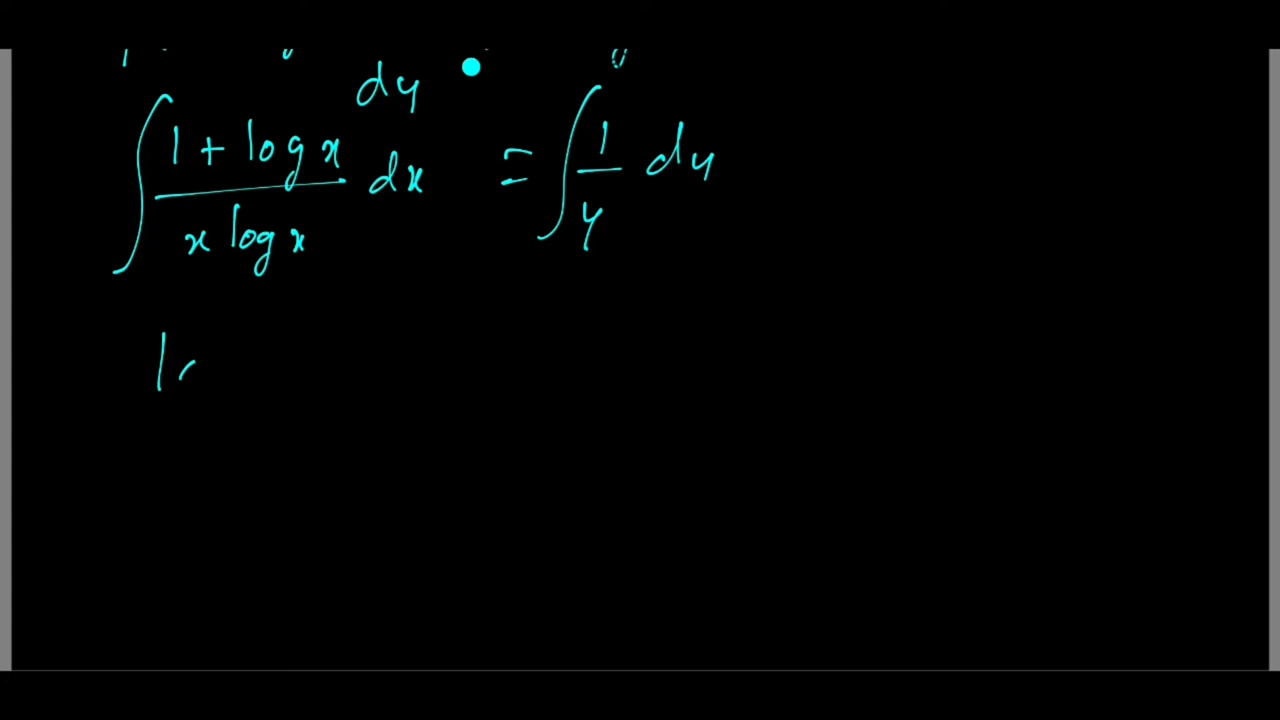 dy
∫ (1 + log x)/(x log x) dx = ∫ 1/y dy